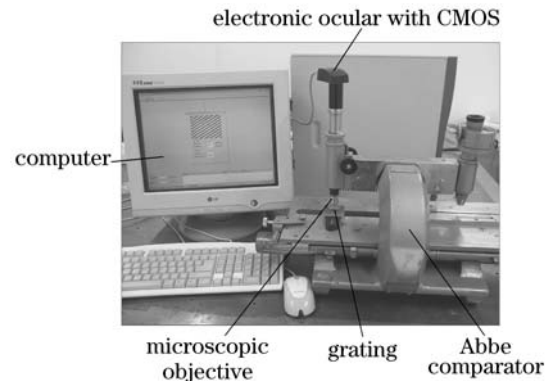 electronic ocular with CMOS
computer
microscopic
objective
grating
Abbe
comparator